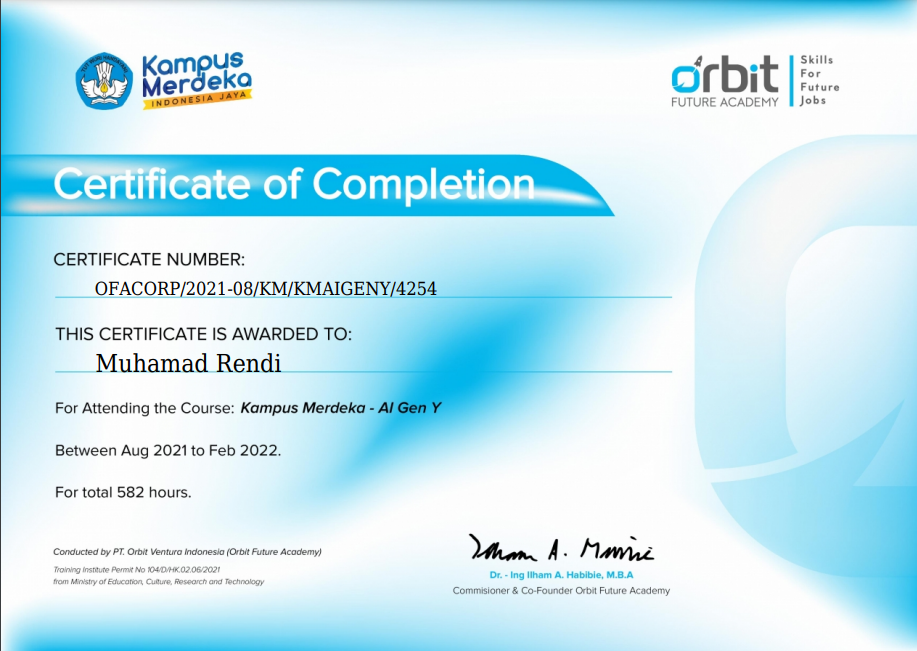 Kampus
Merdeka
INDONESIA JAYA
orbit
FUTURE ACADEMY
Skills
For
Future
Jobs
Certificate of Completion
CERTIFICATE NUMBER:
OFACORP/2021-08/KM/KMAIGENY/4254
THIS CERTIFICATE IS AWARDED TO:
Muhamad Rendi
For Attending the Course: Kampus Merdeka - AI Gen Y
Between Aug 2021 to Feb 2022.
For total 582 hours.
Conducted by PT. Orbit Ventura Indonesia (Orbit Future Academy)
Training Institute Permit No 104/D/HK.02.06/2021
from Ministry of Education, Culture, Research and Technology
Dr. - Ing Ilham A. Habibie, M.B.A
Commisioner & Co-Founder Orbit Future Academy